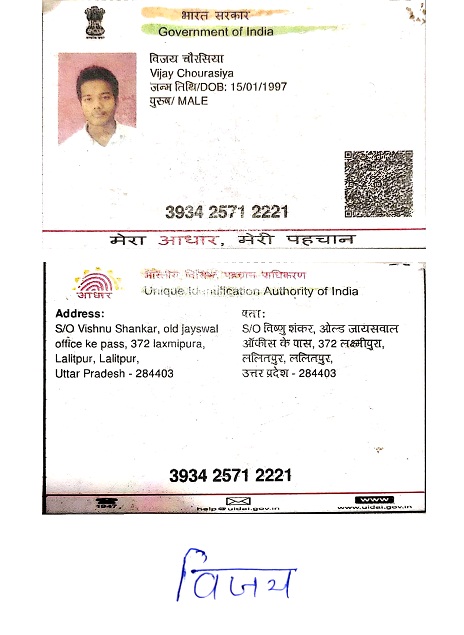 भारत सरकार
Government of India
विजय चौरसिया
Vijay Chourasiya
जन्म तिथि/DOB: 15/01/1997
पुरुष/ MALE
3934 2571 2221
मेरा आधार, मेरी पहचान
आधार
भारतीय विशिष्ट पहचान प्राधिकरण
Unique Identification Authority of India
Address:
S/O Vishnu Shankar, old jayswal
office ke pass, 372 laxmipura,
Lalitpur, Lalitpur,
Uttar Pradesh - 284403
पता:
S/O विष्णु शंकर, ओल्ड जायसवाल
ऑफीस के पास, 372 लक्ष्मीपुरा,
ललितपुर, ललितपुर,
उत्तर प्रदेश - 284403
3934 2571 2221
1947
help@uidai.gov.in
www
www.uidai.gov.in
विजय